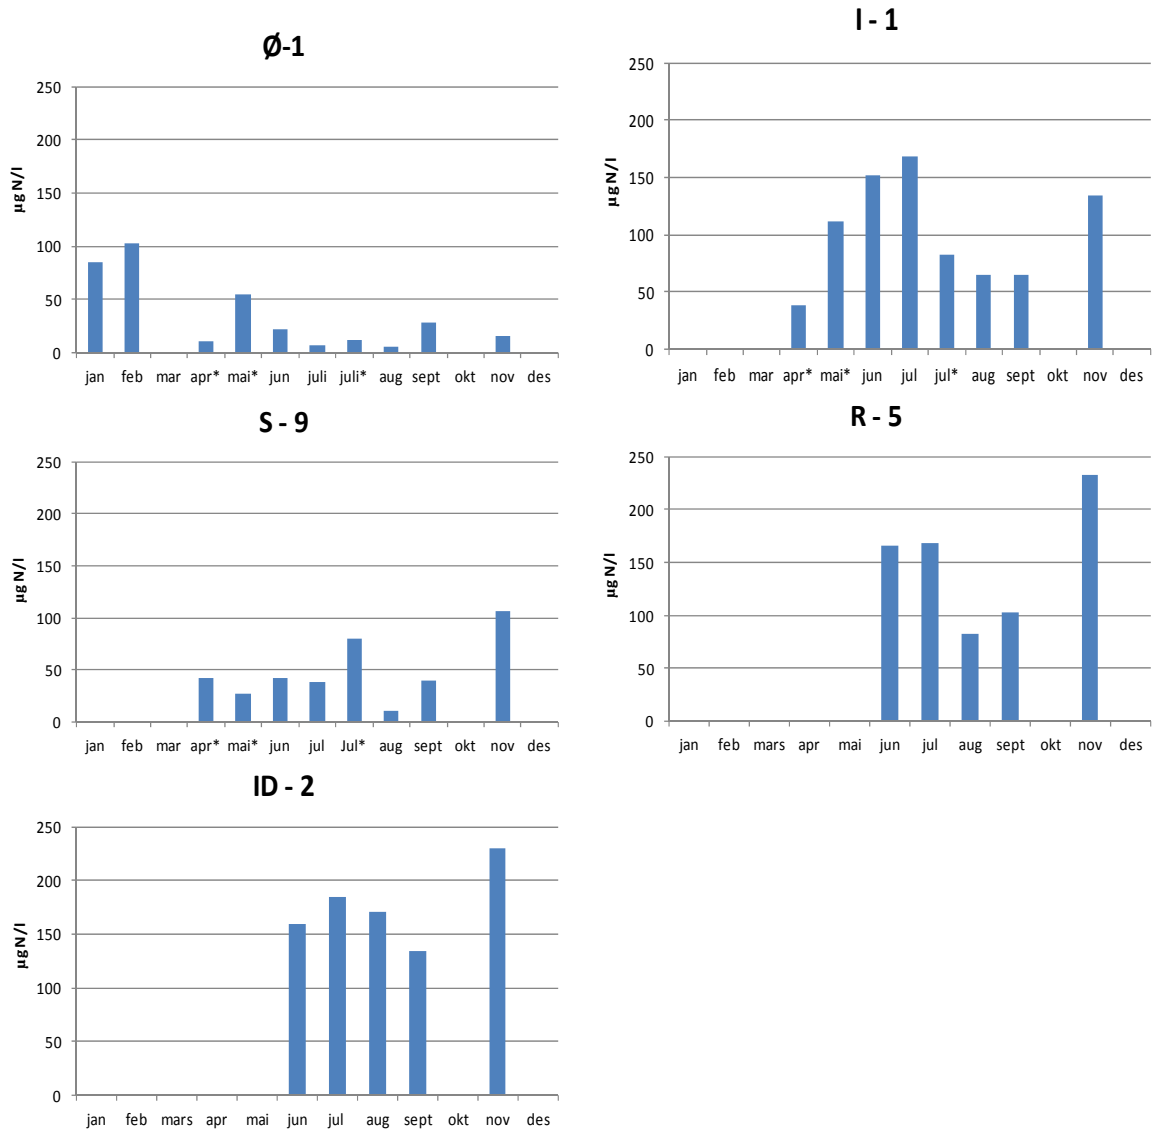 Ø-1
250
200
150
100
50
0
µgN/l
jan feb mar apr* mai* jun juli juli* aug sept okt nov des
I - 1
250
200
150
100
50
0
µgN/l
jan feb mar apr* mai* jun jul jul* aug sept okt nov des
S - 9
250
200
150
100
50
0
µgN/l
jan feb mar apr* mai* jun jul Jul* aug sept okt nov des
R - 5
250
200
150
100
50
0
µgN/l
jan feb mars apr mai jun jul aug sept okt nov des
ID - 2
250
200
150
100
50
0
µgN/l
jan feb mars apr mai jun jul aug sept okt nov des